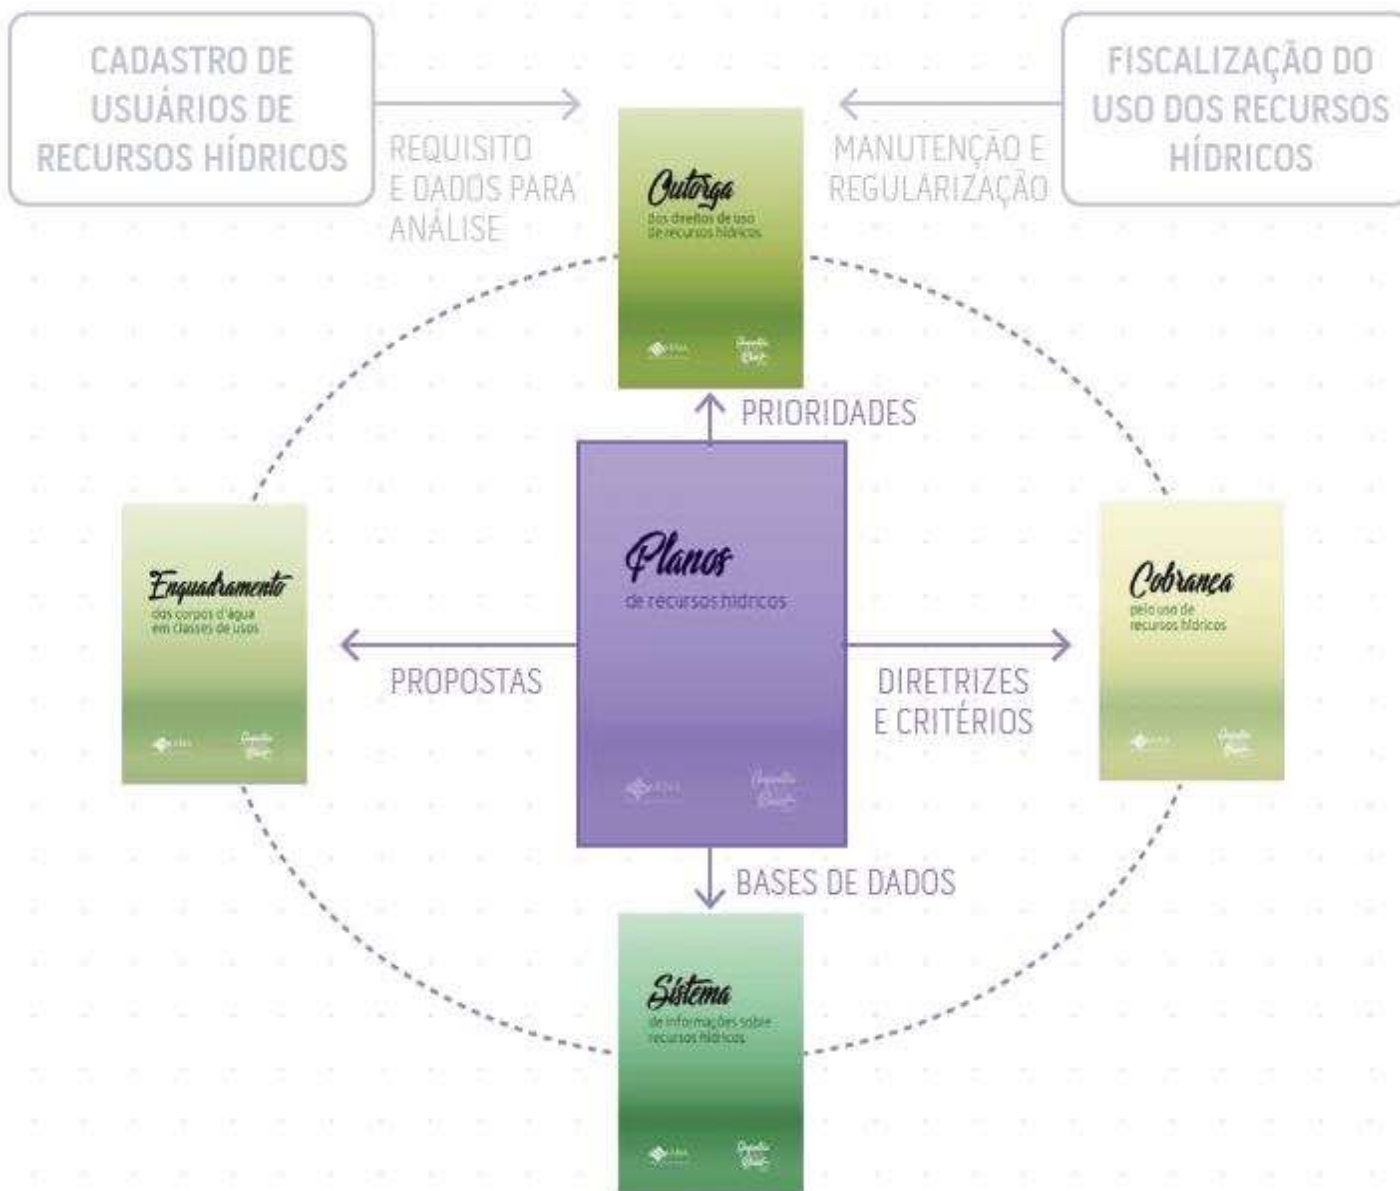 CADASTRO DE
USUÁRIOS DE
RECURSOS HÍDRICOS
REQUISITO
E DADOS PARA
ANÁLISE
FISCALIZAÇÃO DO
USO DOS RECURSOS
HÍDRICOS
MANUTENÇÃO E
REGULARIZAÇÃO
Outorga
dos direitos de uso
de recursos hídricos
PRIORIDADES
Enquadramento
dos corpos d'água
em classes de usos
PROPOSTAS
Planos
de recursos hídricos
DIRETRIZES
E CRITÉRIOS
Cobrança
pelo uso de
recursos hídricos
BASES DE DADOS
Sistema
de informações sobre
recursos hídricos